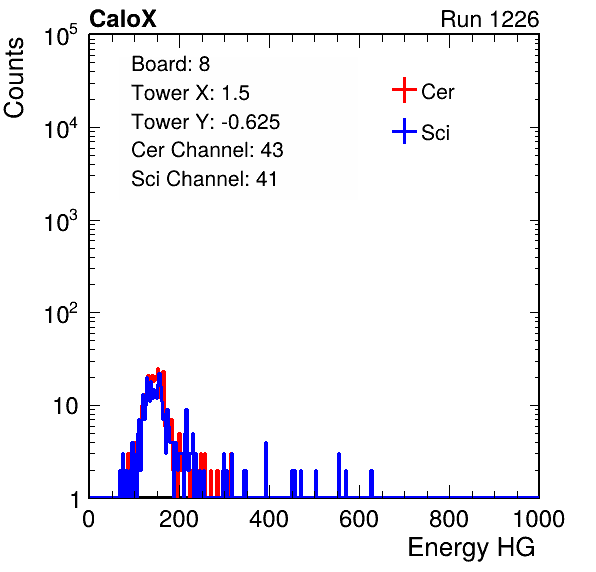 CaloX Run 1226
Counts
10^5
10^4
10^3
10^2
10
1
Board: 8
Tower X: 1.5
Tower Y: -0.625
Cer Channel: 43
Sci Channel: 41
Cer
Sci
0 200 400 600 800 1000
Energy HG